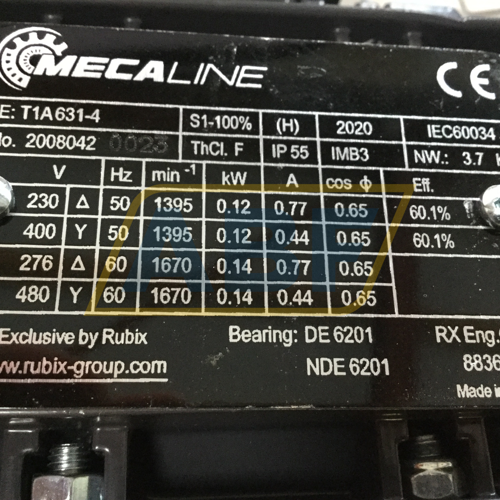 MECALINE CE
E: T1A631-4 S1-100% (H) 2020 IEC60034
No. 2008042 0023 ThCl. F IP 55 IMB3 NW.: 3.7
V Hz min⁻¹ kW A cos ϕ Eff.
230 Δ 50 1395 0.12 0.77 0.65 60.1%
400 Y 50 1395 0.12 0.44 0.65 60.1%
276 Δ 60 1670 0.14 0.77 0.65
480 Y 60 1670 0.14 0.44 0.65
Exclusive by Rubix Bearing: DE 6201 RX Eng.
www.rubix-group.com NDE 6201 8836
Made in